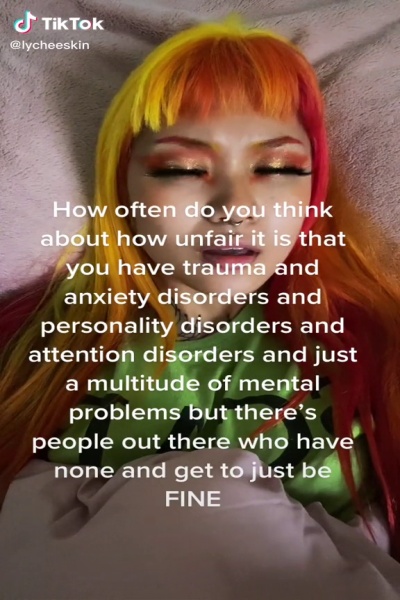 TikTok
@lycheeskin
How often do you think
about how unfair it is that
you have trauma and
anxiety disorders and
personality disorders and
attention disorders and just
a multitude of mental
problems but there's
people out there who have
none and get to just be
FINE